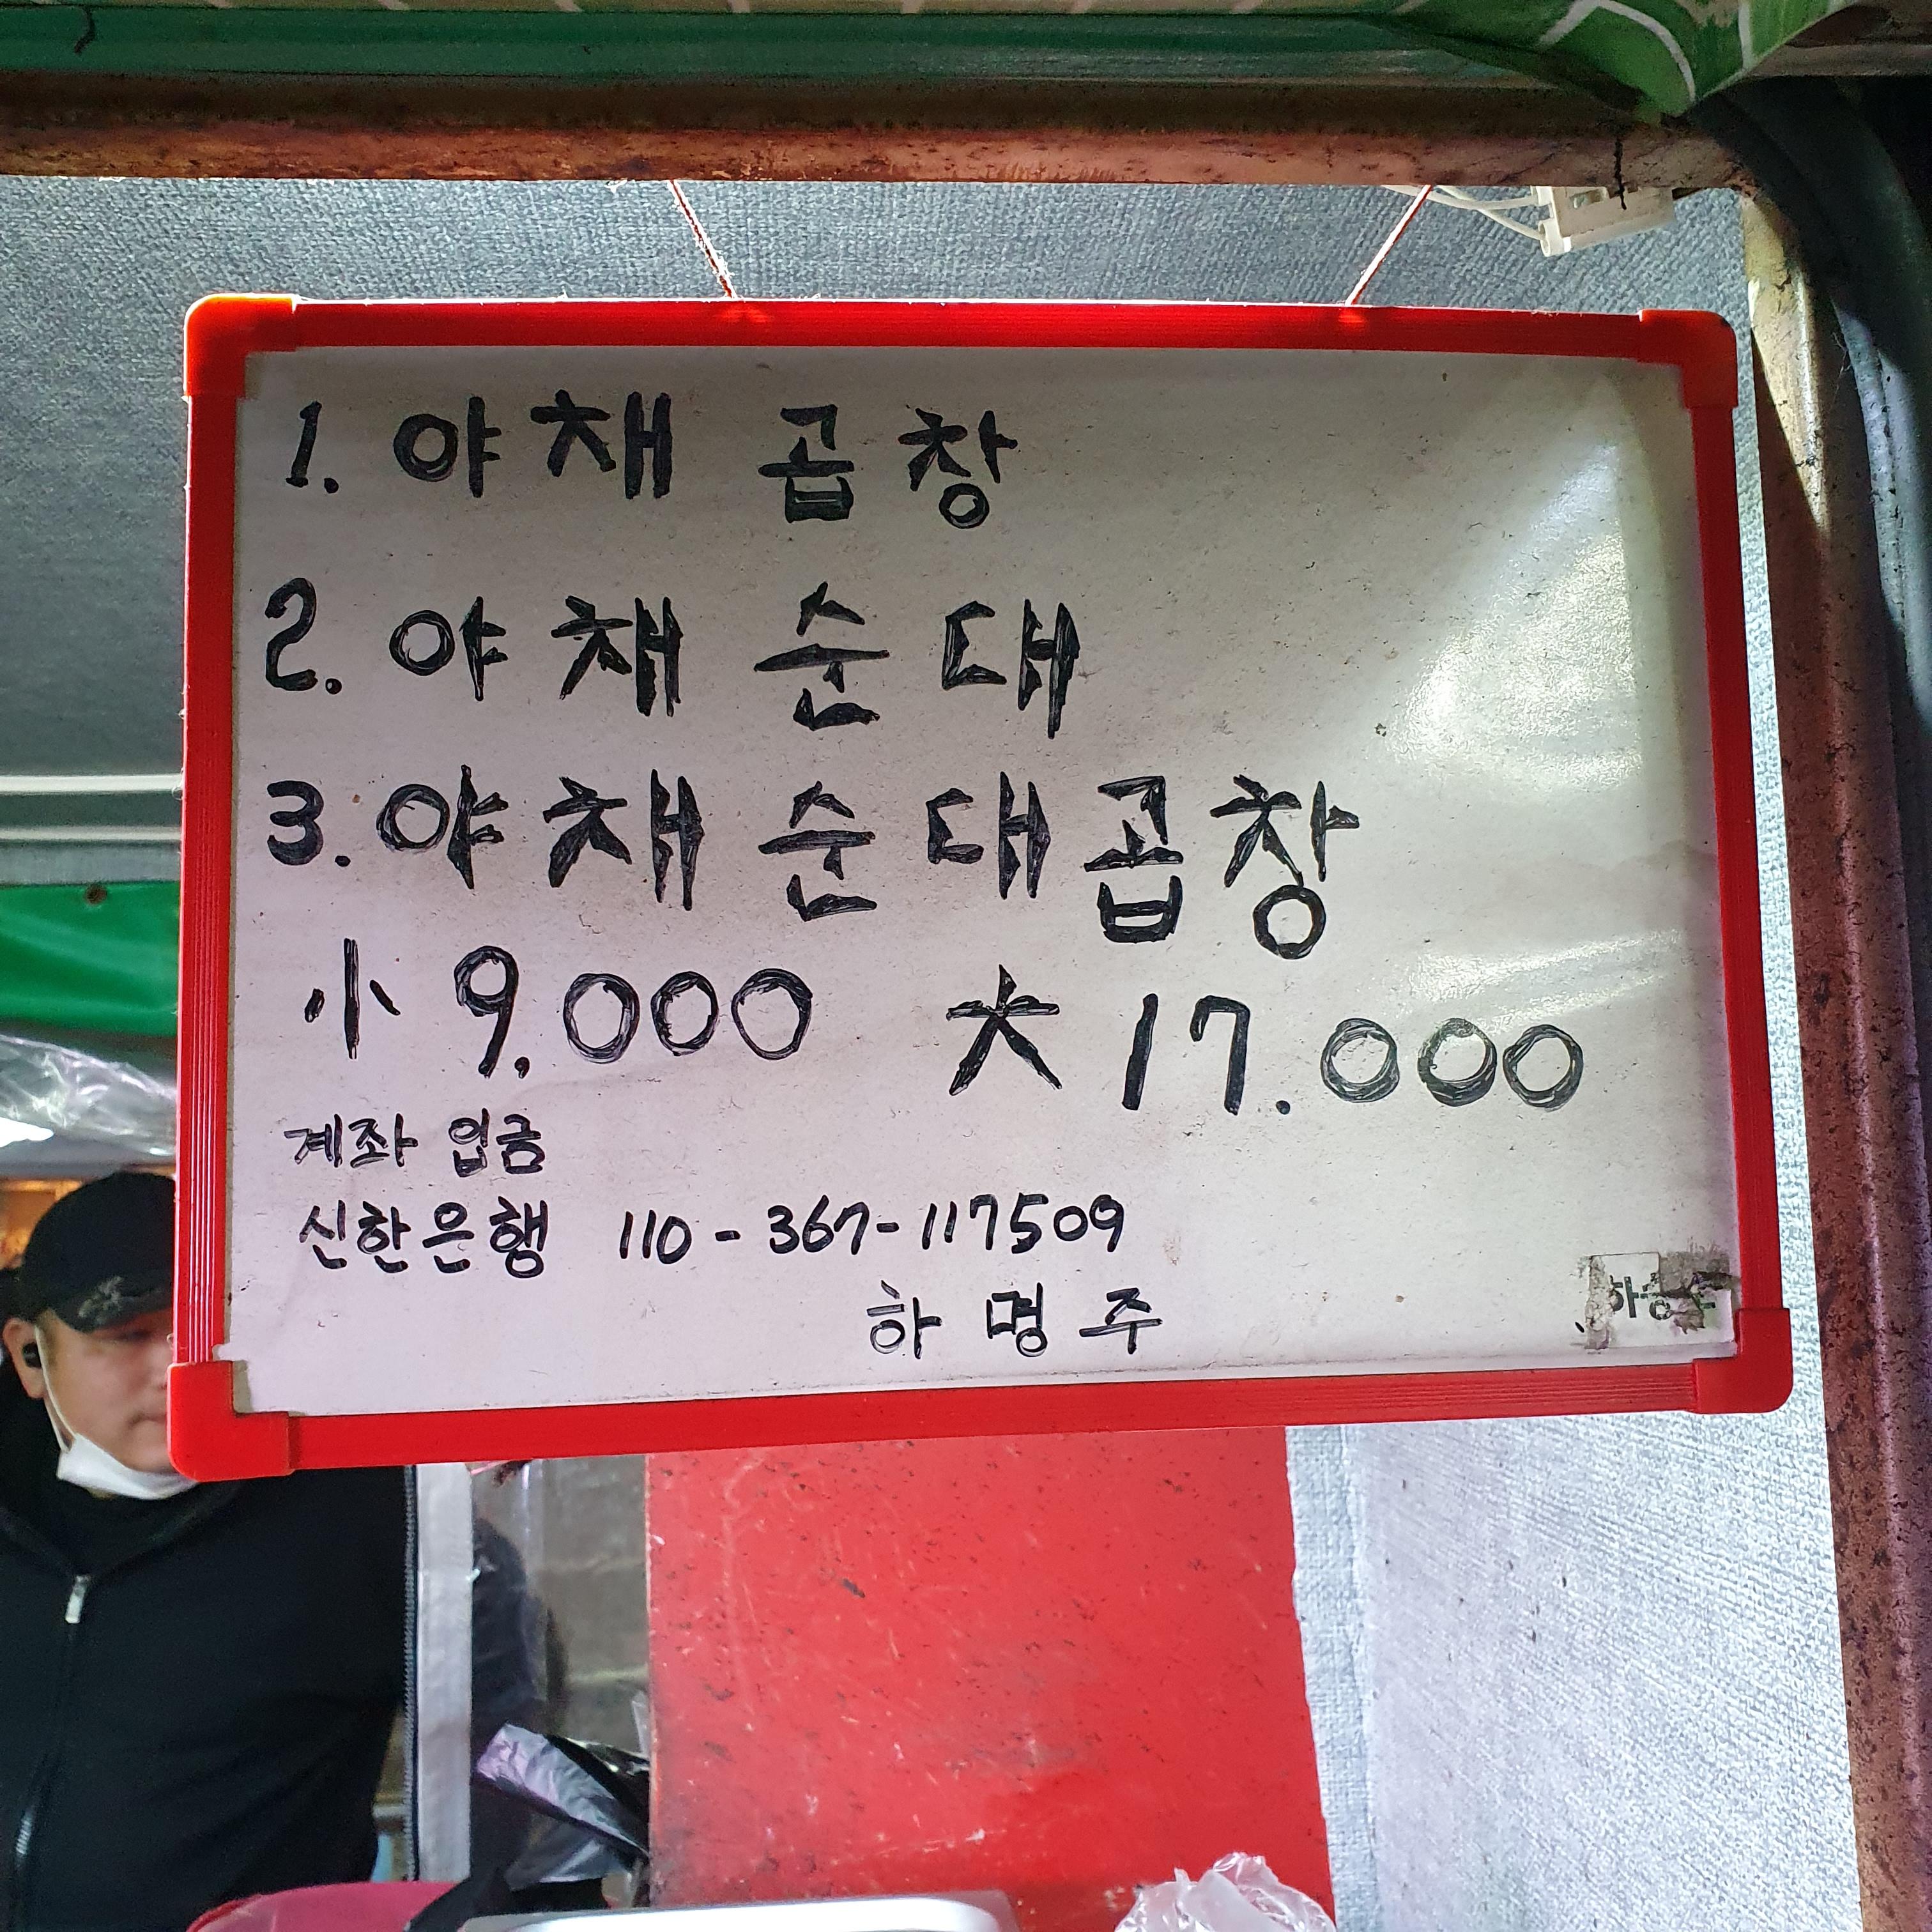 1. 야채 곱창
2. 야채 순대
3. 야채 순대곱창
小 9.000 大 17.000
계좌 입금
신한은행 110-367-117509
하명주